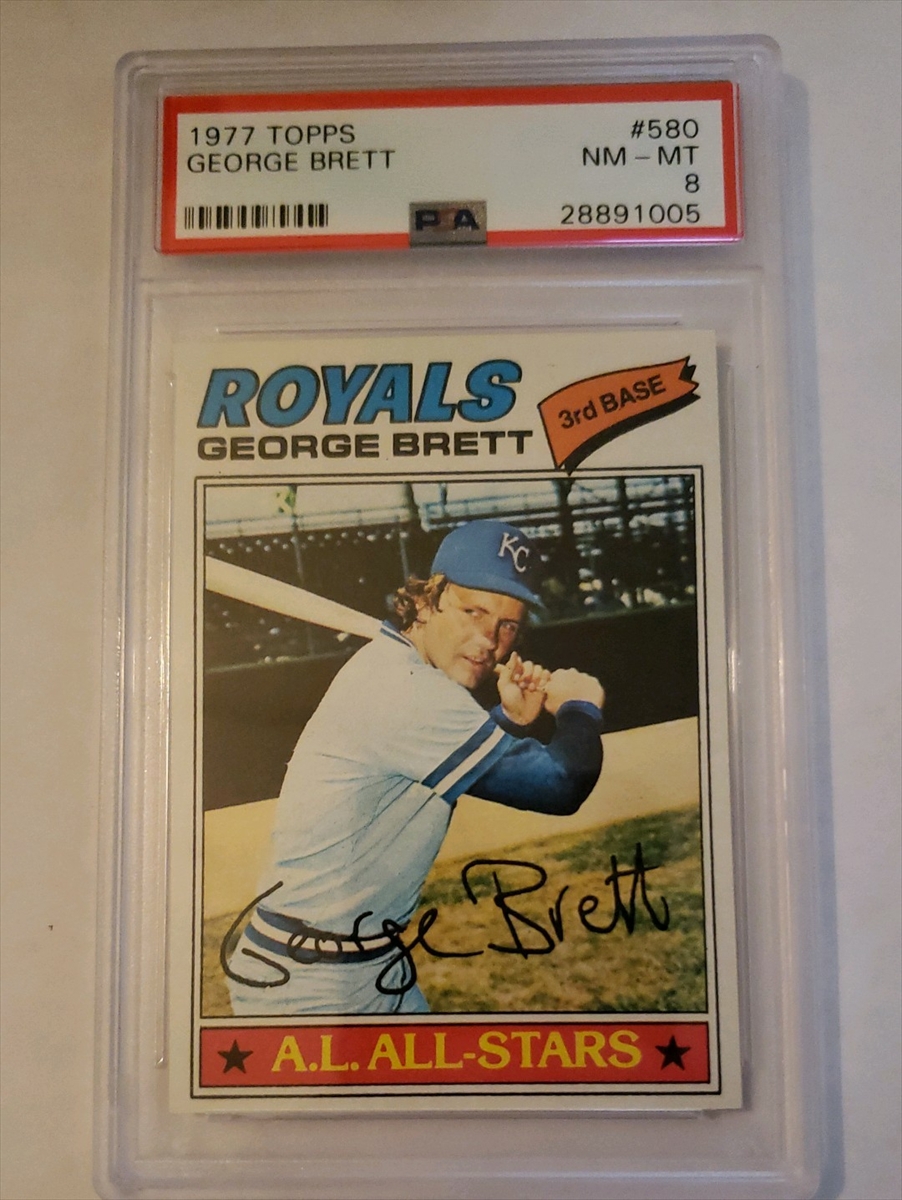 1977 TOPPS #580
GEORGE BRETT NM - MT
8
28891005
PSA
ROYALS
GEORGE BRETT
3rd BASE
KC
George Brett
A.L. ALL-STARS